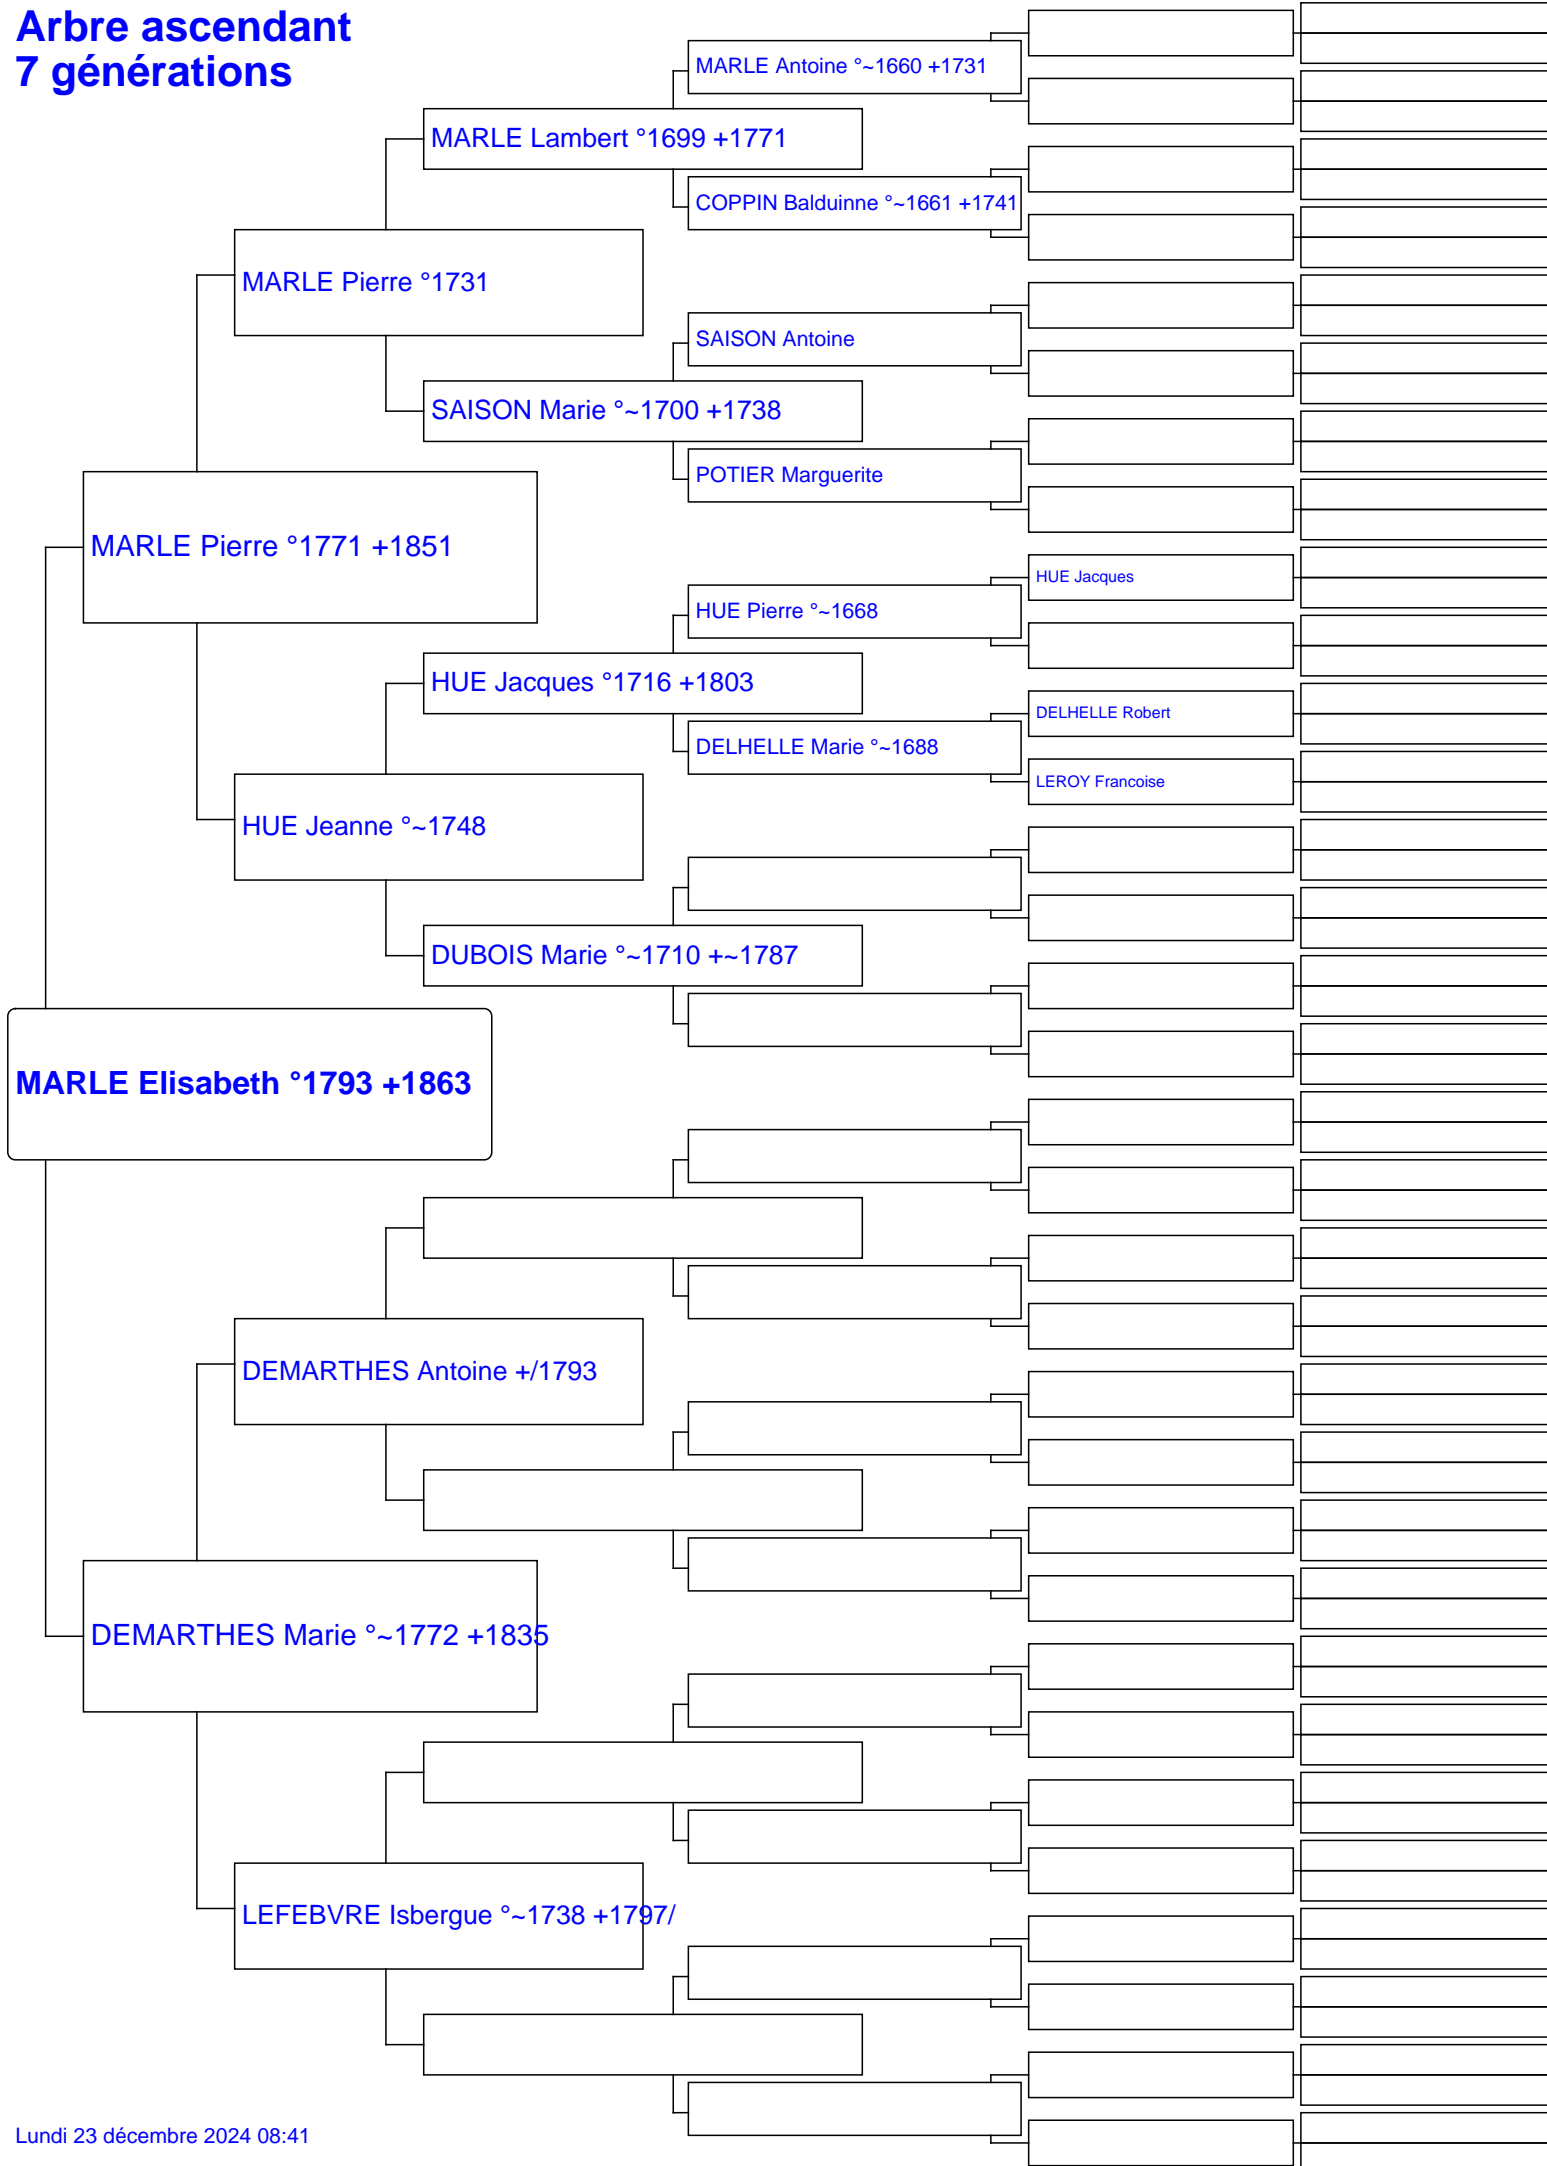 Arbre ascendant
7 générations
MARLE Antoine °~1660 +1731
MARLE Lambert °1699 +1771
COPPIN Balduinne °~1661 +1741
MARLE Pierre °1731
SAISON Antoine
SAISON Marie °~1700 +1738
POTIER Marguerite
MARLE Pierre °1771 +1851
HUE Jacques
HUE Pierre °~1668
HUE Jacques °1716 +1803
DELHELLE Robert
DELHELLE Marie °~1688
LEROY Francoise
HUE Jeanne °~1748
DUBOIS Marie °~1710 +~1787
MARLE Elisabeth °1793 +1863
DEMARTHES Antoine +/1793
DEMARTHES Marie °~1772 +1835
LEFEBVRE Isbergue °~1738 +1797/
Lundi 23 décembre 2024 08:41